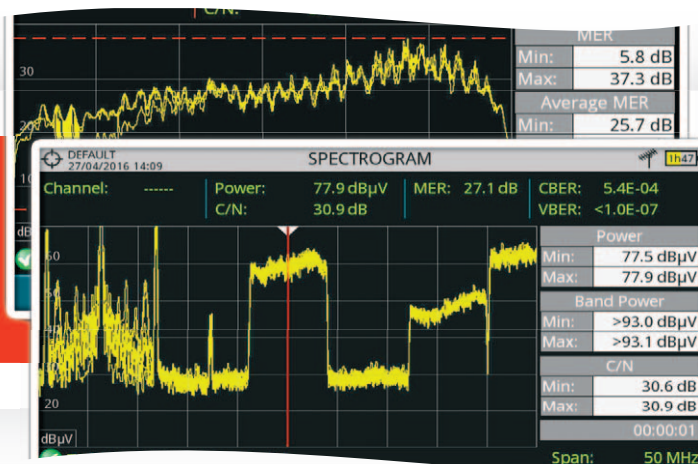 C/N:
MER
Min: 5.8 dB
Max: 37.3 dB
Average MER
Min: 25.7 dB
30
20
10
DEFAULT
27/04/2016 14:09
SPECTROGRAM
1h47
Channel: ------
Power: 77.9 dBµV
MER: 27.1 dB
CBER: 5.4E-04
C/N: 30.9 dB
VBER: <1.0E-07
Power
Min: 77.5 dBµV
Max: 77.9 dBµV
Band Power
Min: >93.0 dBµV
Max: >93.1 dBµV
C/N
Min: 30.6 dB
Max: 30.9 dB
00:00:01
60
20
dBµV
Span: 50 MHz